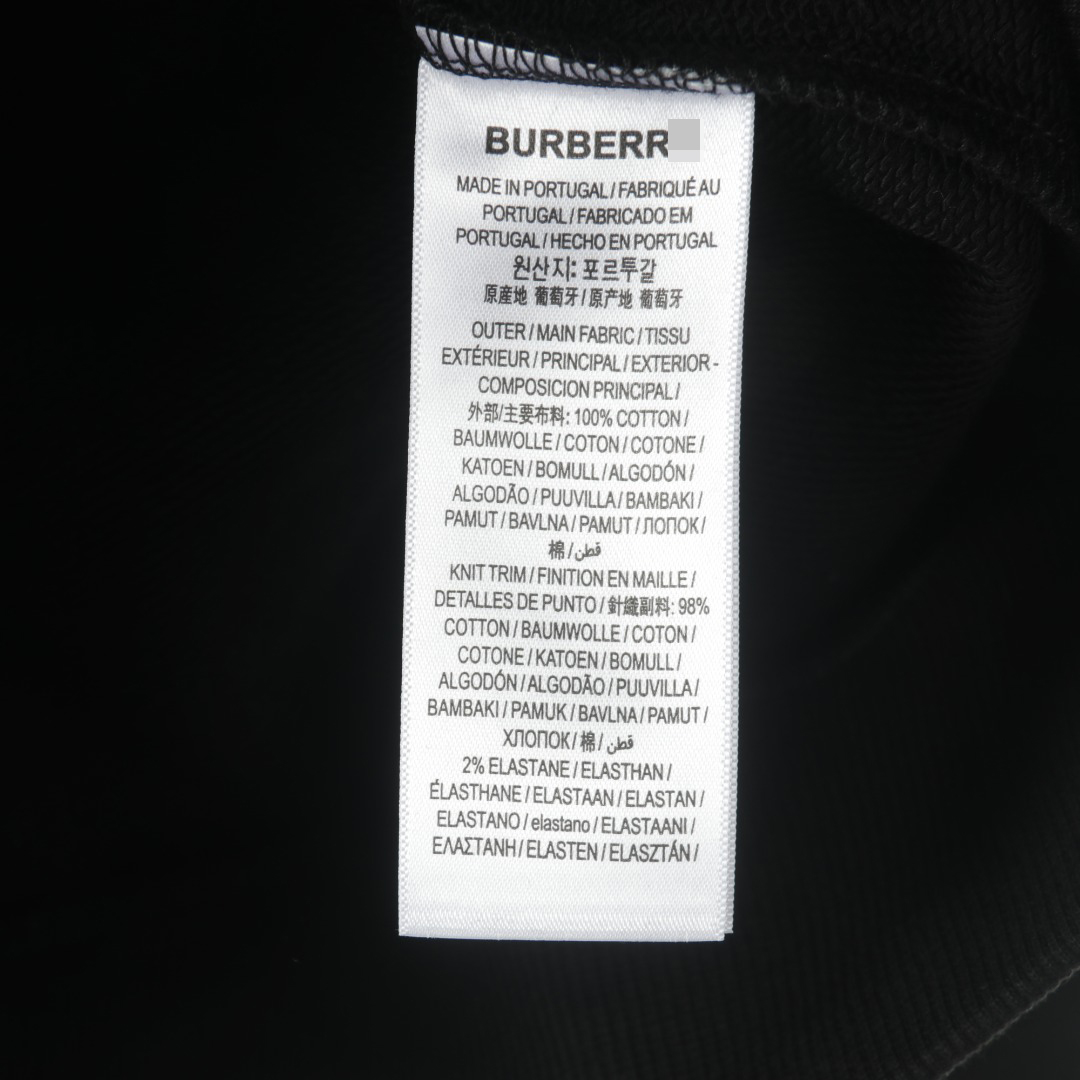 BURBERR
MADE IN PORTUGAL / FABRIQUÉ AU
PORTUGAL / FABRICADO EM
PORTUGAL / HECHO EN PORTUGAL
원산지: 포르투갈
原産地 葡萄牙 / 原产地 葡萄牙
OUTER / MAIN FABRIC / TISSU
EXTÉRIEUR / PRINCIPAL / EXTERIOR -
COMPOSICION PRINCIPAL /
外部/主要布料: 100% COTTON /
BAUMWOLLE / COTON / COTONE /
KATOEN / BOMULL / ALGODÓN /
ALGODÃO / PUUVILLA / BAMBAKI /
PAMUT / BAVLNA / PAMUT / ЛОПОК /
棉 / قطن
KNIT TRIM / FINITION EN MAILLE /
DETALLES DE PUNTO / 針織副料: 98%
COTTON / BAUMWOLLE / COTON /
COTONE / KATOEN / BOMULL /
ALGODÓN / ALGODÃO / PUUVILLA /
BAMBAKI / PAMUK / BAVLNA / PAMUT /
ХЛОПОК / 棉 / قطن
2% ELASTANE / ELASTHAN /
ÉLASTHANE / ELASTAAN / ELASTAN /
ELASTANO / elastano / ELASTAANI /
ΕΛΑΣΤΑΝΗ / ELASTEN / ELASZTÁN /